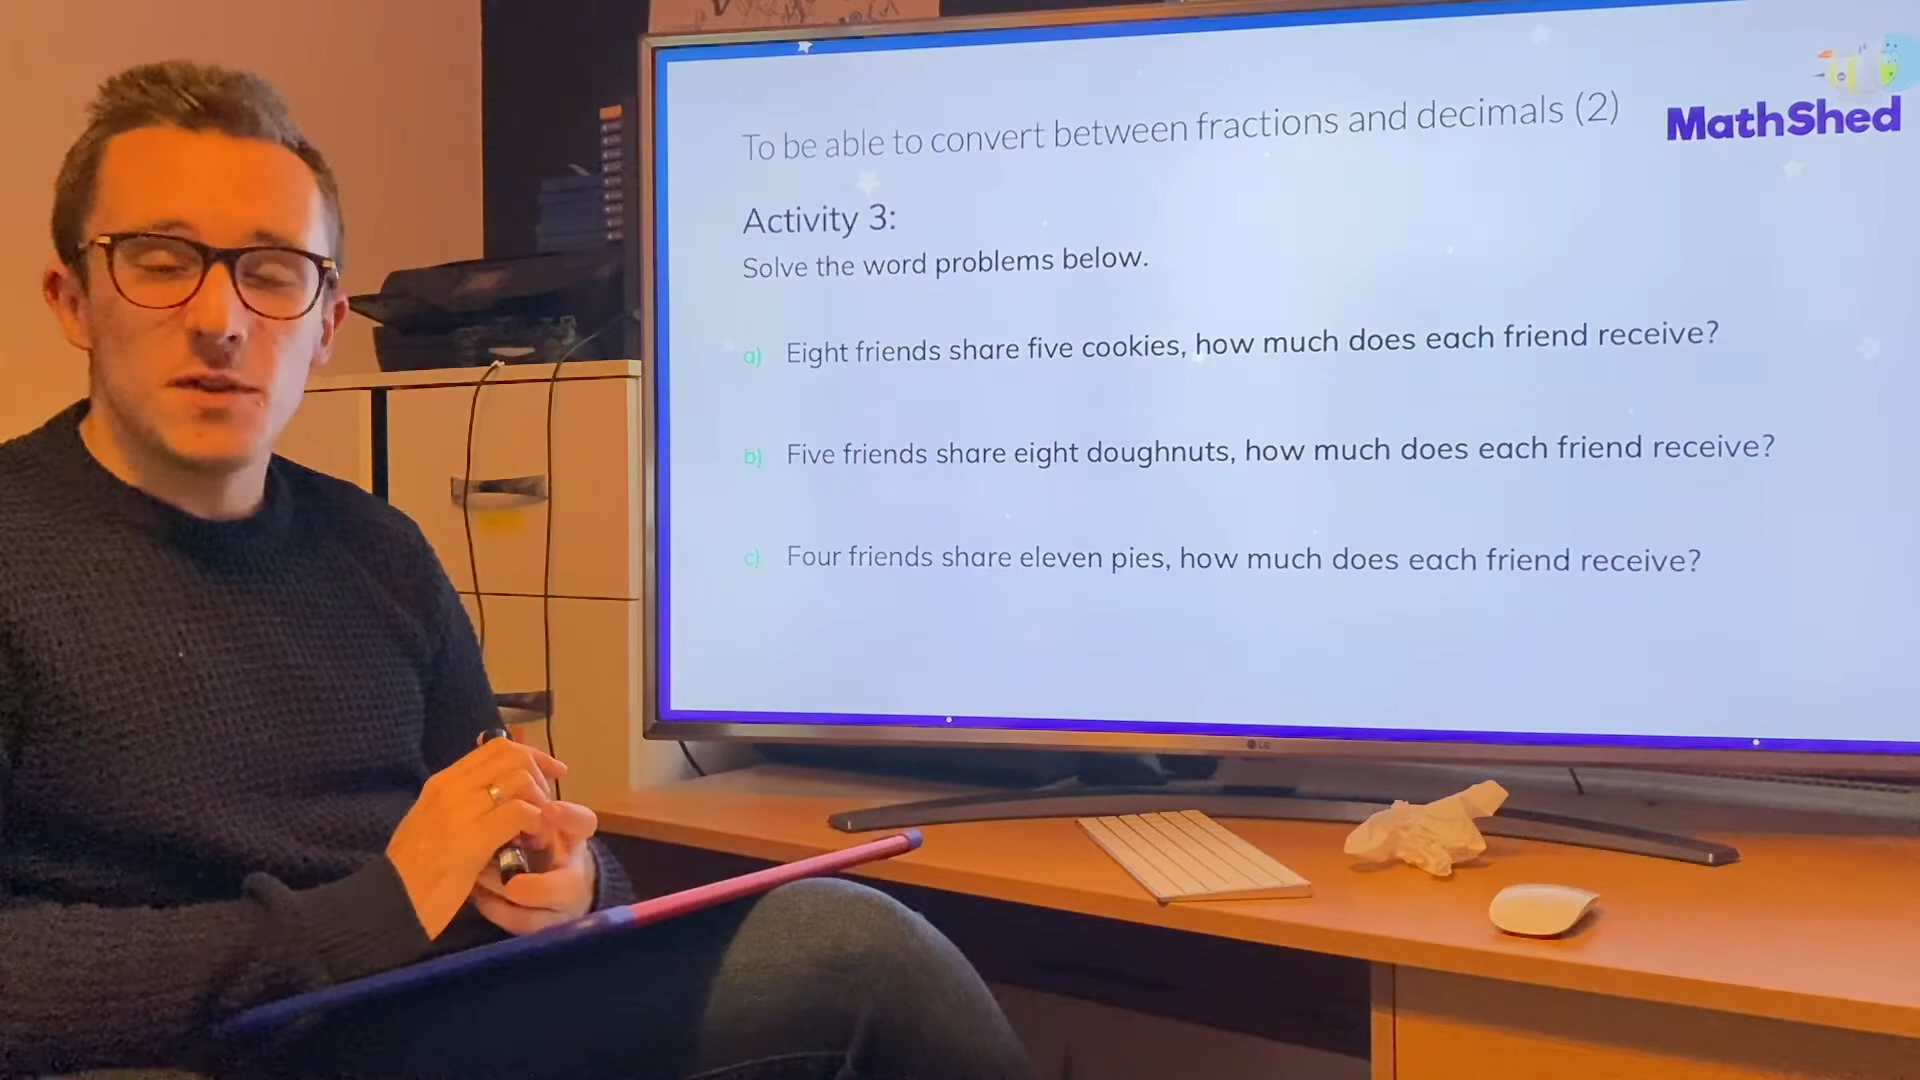 To be able to convert between fractions and decimals (2)
MathShed
Activity 3:
Solve the word problems below.
a) Eight friends share five cookies, how much does each friend receive?
b) Five friends share eight doughnuts, how much does each friend receive?
c) Four friends share eleven pies, how much does each friend receive?
LG